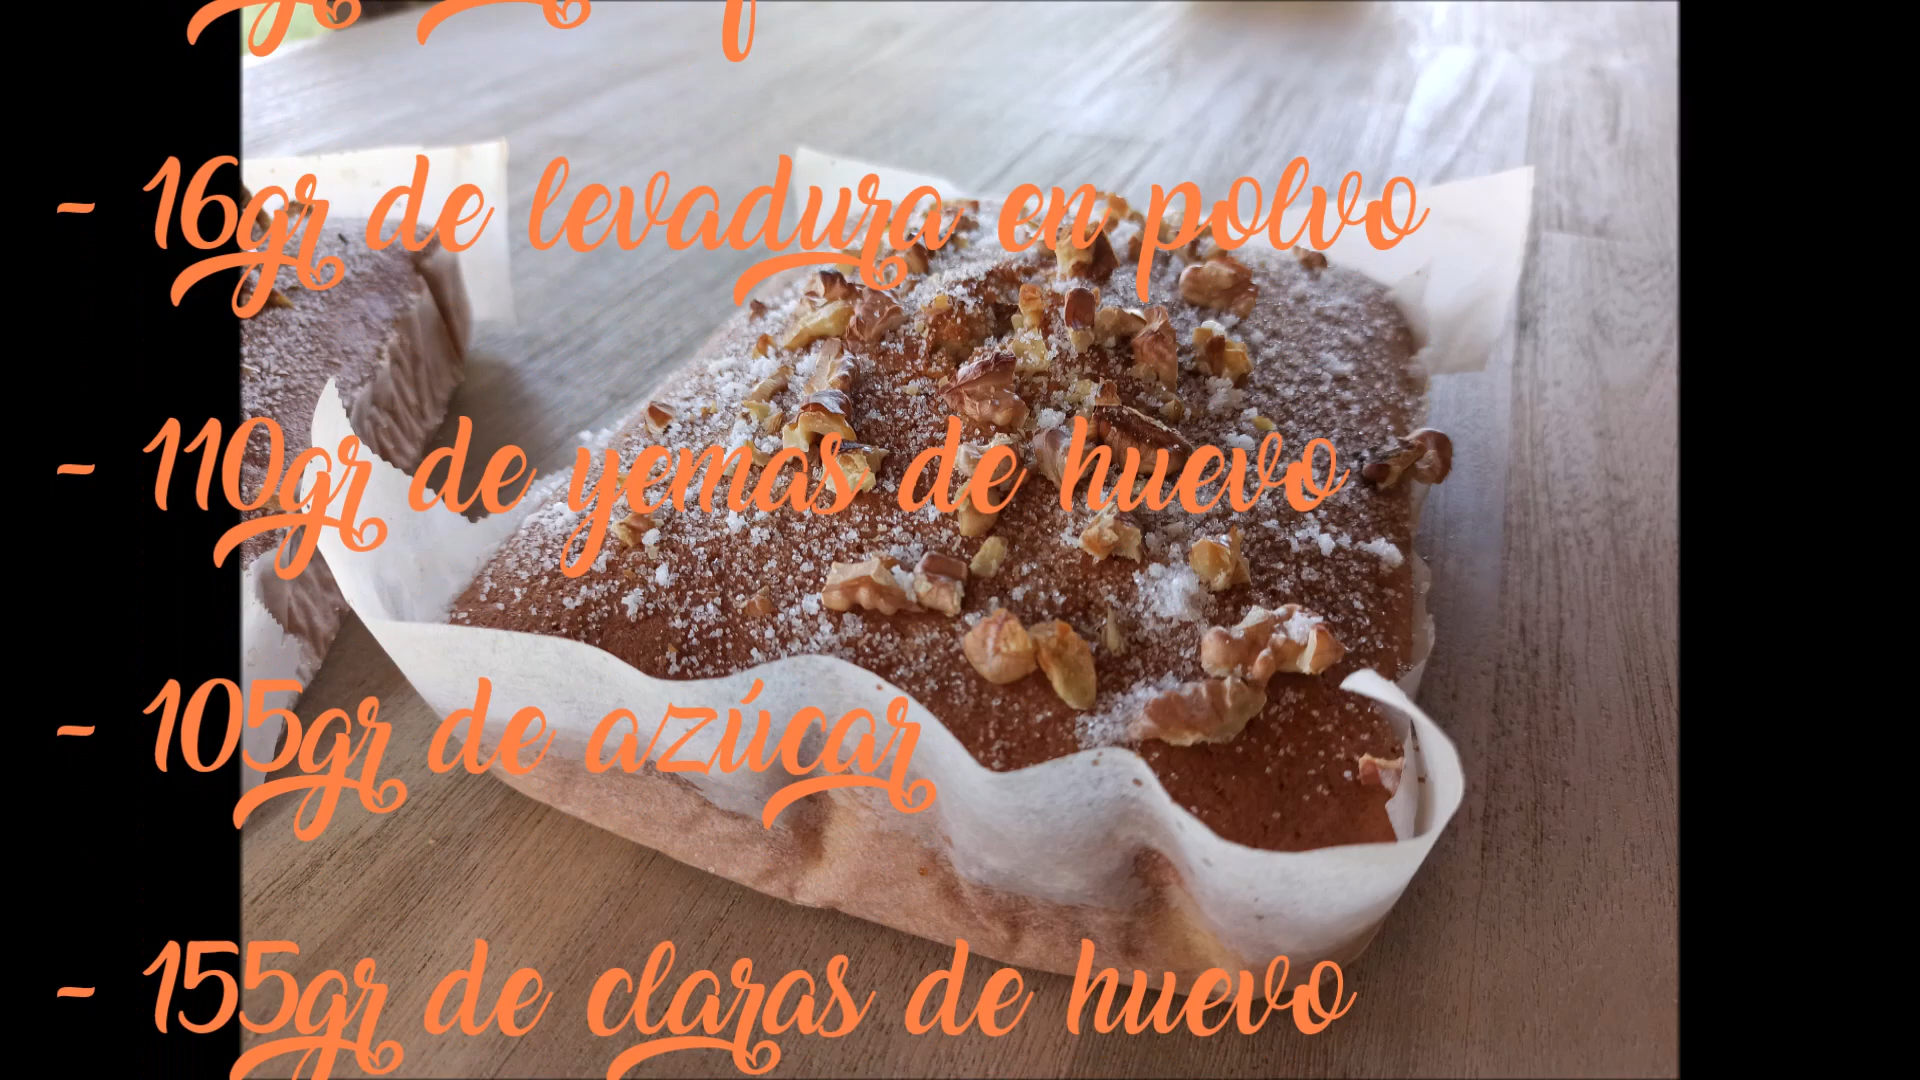 - 16gr de levadura en polvo
- 110gr de yemas de huevo
- 105gr de azúcar
- 155gr de claras de huevo